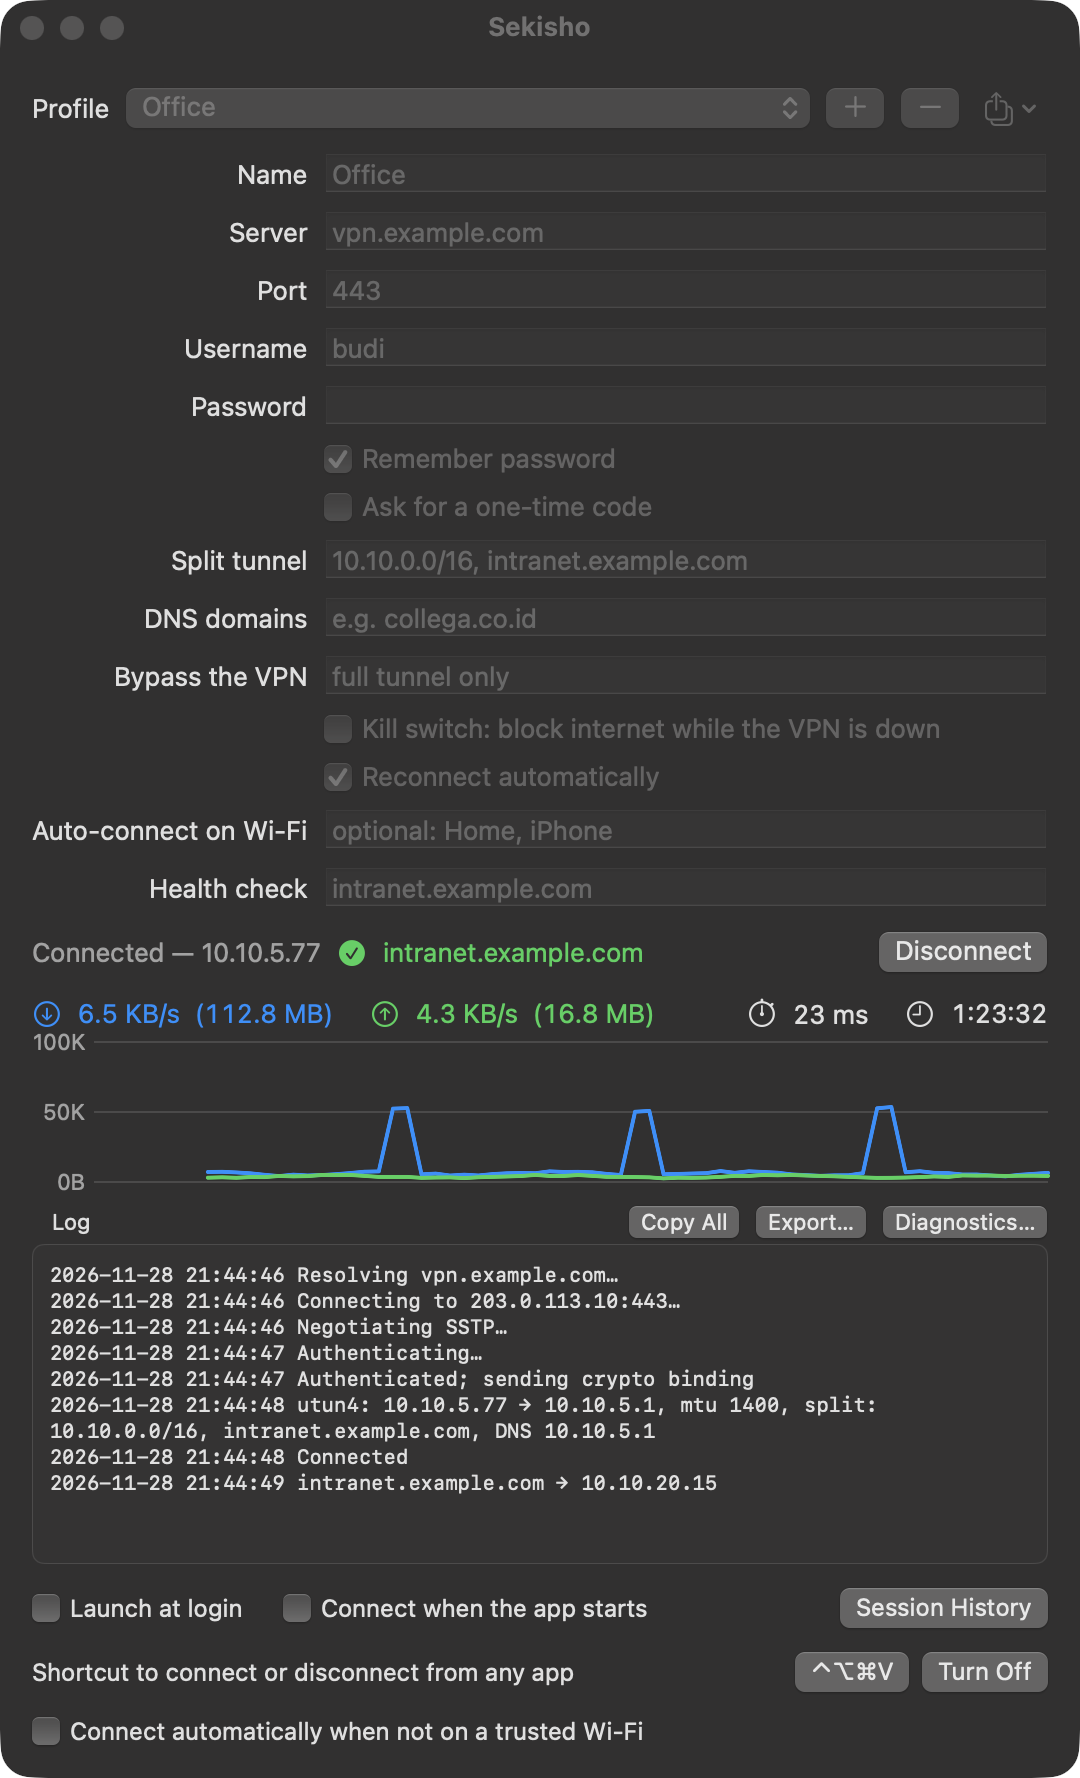 Sekisho
Profile Office
Name Office
Server vpn.example.com
Port 443
Username budi
Password
Remember password
Ask for a one-time code
Split tunnel 10.10.0.0/16, intranet.example.com
DNS domains e.g. collega.co.id
Bypass the VPN full tunnel only
Kill switch: block internet while the VPN is down
Reconnect automatically
Auto-connect on Wi-Fi optional: Home, iPhone
Health check intranet.example.com
Connected — 10.10.5.77 intranet.example.com Disconnect
6.5 KB/s (112.8 MB) 4.3 KB/s (16.8 MB) 23 ms 1:23:32
100K
50K
0B
Log Copy All Export... Diagnostics...
2026-11-28 21:44:46 Resolving vpn.example.com…
2026-11-28 21:44:46 Connecting to 203.0.113.10:443…
2026-11-28 21:44:46 Negotiating SSTP…
2026-11-28 21:44:47 Authenticating…
2026-11-28 21:44:47 Authenticated; sending crypto binding
2026-11-28 21:44:48 utun4: 10.10.5.77 → 10.10.5.1, mtu 1400, split:
10.10.0.0/16, intranet.example.com, DNS 10.10.5.1
2026-11-28 21:44:48 Connected
2026-11-28 21:44:49 intranet.example.com → 10.10.20.15
Launch at login Connect when the app starts Session History
Shortcut to connect or disconnect from any app ^⌥⌘V Turn Off
Connect automatically when not on a trusted Wi-Fi